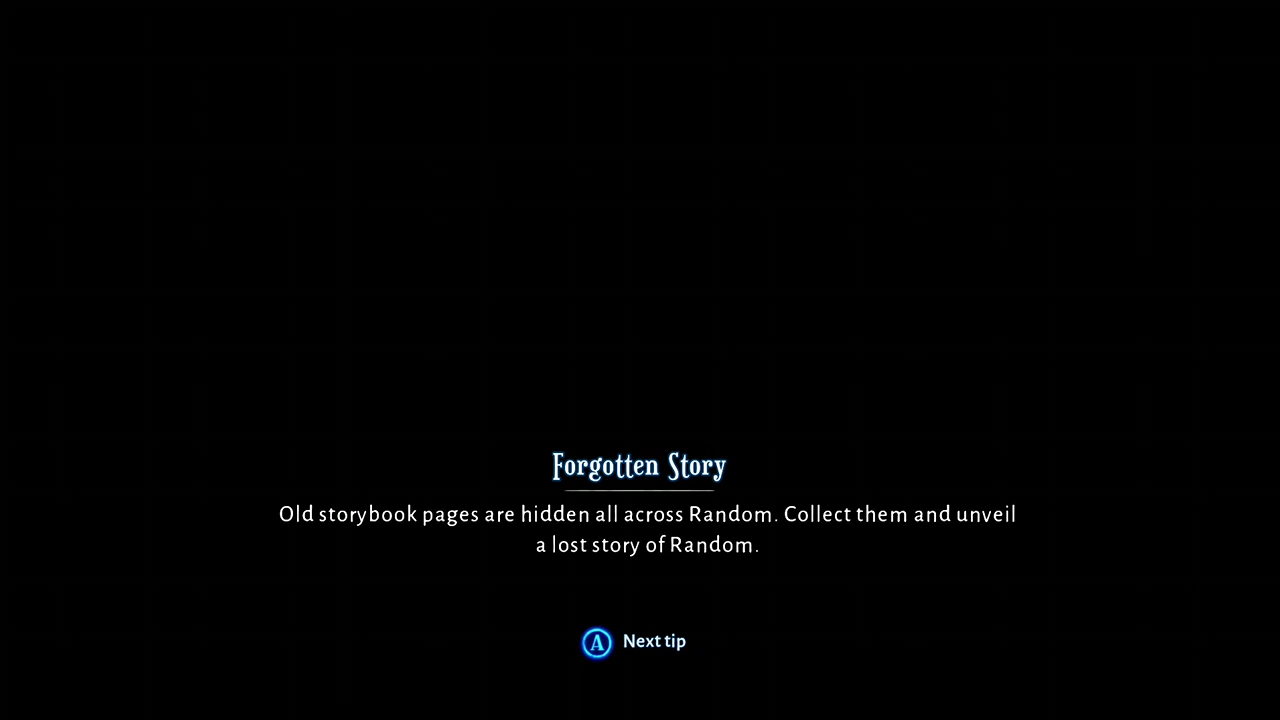 Forgotten Story
Old storybook pages are hidden all across Random. Collect them and unveil
a lost story of Random.
A Next tip